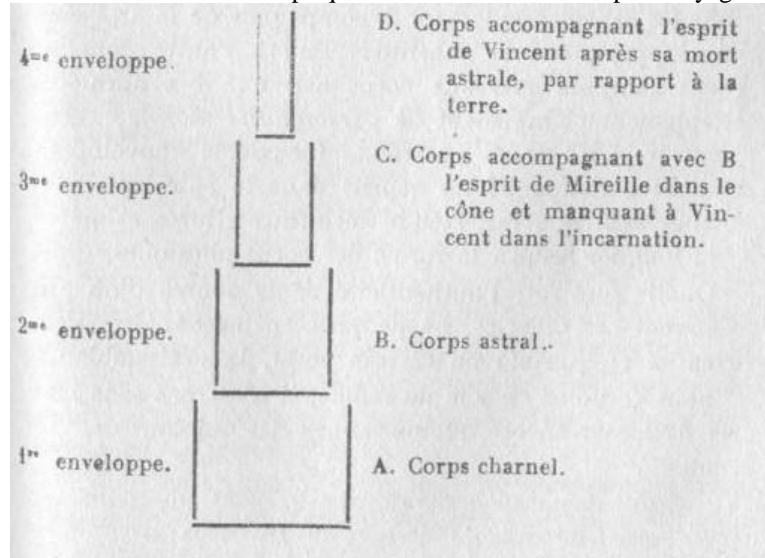 D. Corps accompagnant l'esprit
de Vincent après sa mort
astrale, par rapport à la
terre.
4me enveloppe.
C. Corps accompagnant avec B
l'esprit de Mireille dans le
cône et manquant à Vin-
cent dans l'incarnation.
3me enveloppe.
2me enveloppe.
B. Corps astral..
1re enveloppe.
A. Corps charnel.